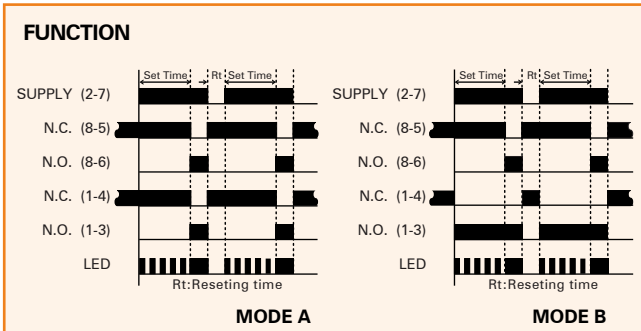 FUNCTION
Set Time Rt Set Time
SUPPLY (2-7)
N.C. (8-5)
N.O. (8-6)
N.C. (1-4)
N.O. (1-3)
LED
Rt:Reseting time
MODE A
Set Time Rt Set Time
SUPPLY (2-7)
N.C. (8-5)
N.O. (8-6)
N.C. (1-4)
N.O. (1-3)
LED
Rt:Reseting time
MODE B